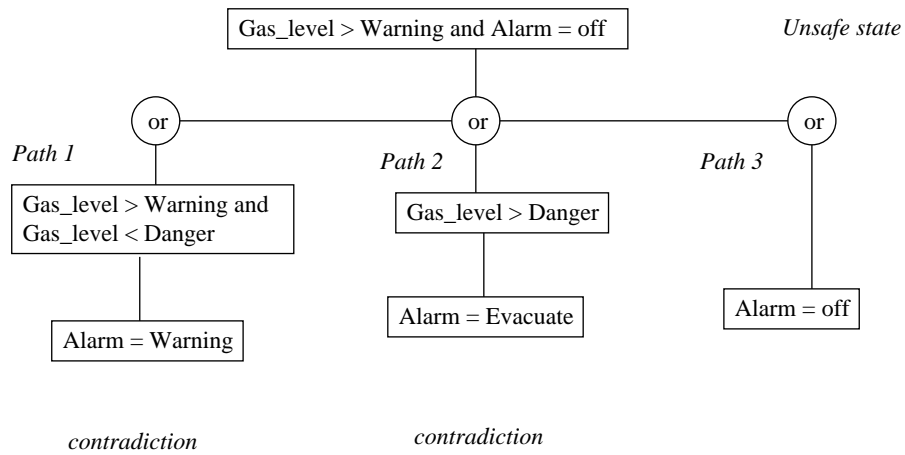 Gas_level > Warning and Alarm = off
Unsafe state
or
or
or
Path 1
Path 2
Path 3
Gas_level > Warning and
Gas_level < Danger
Gas_level > Danger
Alarm = Warning
Alarm = Evacuate
Alarm = off
contradiction
contradiction